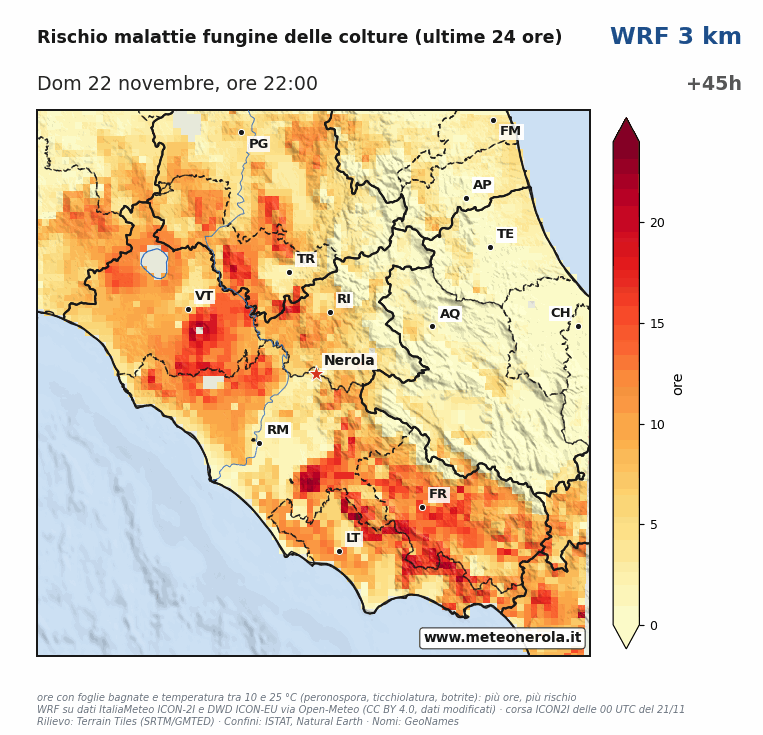 Rischio malattie fungine delle colture (ultime 24 ore)
WRF 3 km
Dom 22 novembre, ore 22:00
+45h
FM
PG
AP
TE
TR
VT
RI
AQ
CH
Nerola
RM
FR
LT
www.meteonerola.it
20
15
10
5
0
ore
ore con foglie bagnate e temperatura tra 10 e 25 °C (peronospora, ticchiolatura, botrite): più ore, più rischio
WRF su dati ItaliaMeteo ICON-2I e DWD ICON-EU via Open-Meteo (CC BY 4.0, dati modificati) · corsa ICON2I delle 00 UTC del 21/11
Rilievo: Terrain Tiles (SRTM/GMTED) · Confini: ISTAT, Natural Earth · Nomi: GeoNames